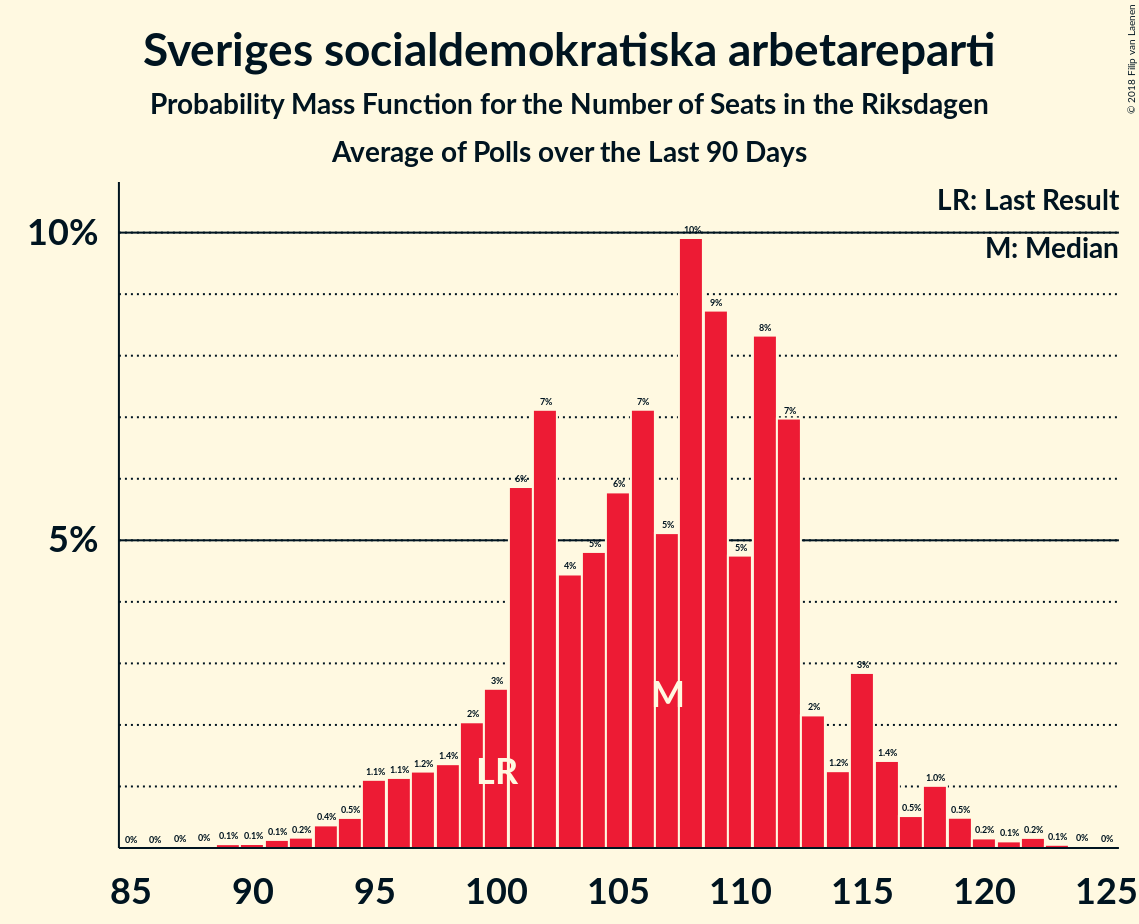 Sveriges socialdemokratiska arbetareparti
Probability Mass Function for the Number of Seats in the Riksdagen
Average of Polls over the Last 90 Days
© 2018 Filip van Laenen
LR: Last Result
M: Median
10%
5%
0% 0% 0% 0% 0.1% 0.1% 0.1% 0.2% 0.4% 0.5% 1.1% 1.1% 1.2% 1.4% 2% 3% 6% 7% 4% 5% 6% 7% 5% 10% 9% 5% 8% 7% 2% 1.2% 3% 1.4% 0.5% 1.0% 0.5% 0.2% 0.1% 0.2% 0.1% 0% 0%
M
LR
85 90 95 100 105 110 115 120 125